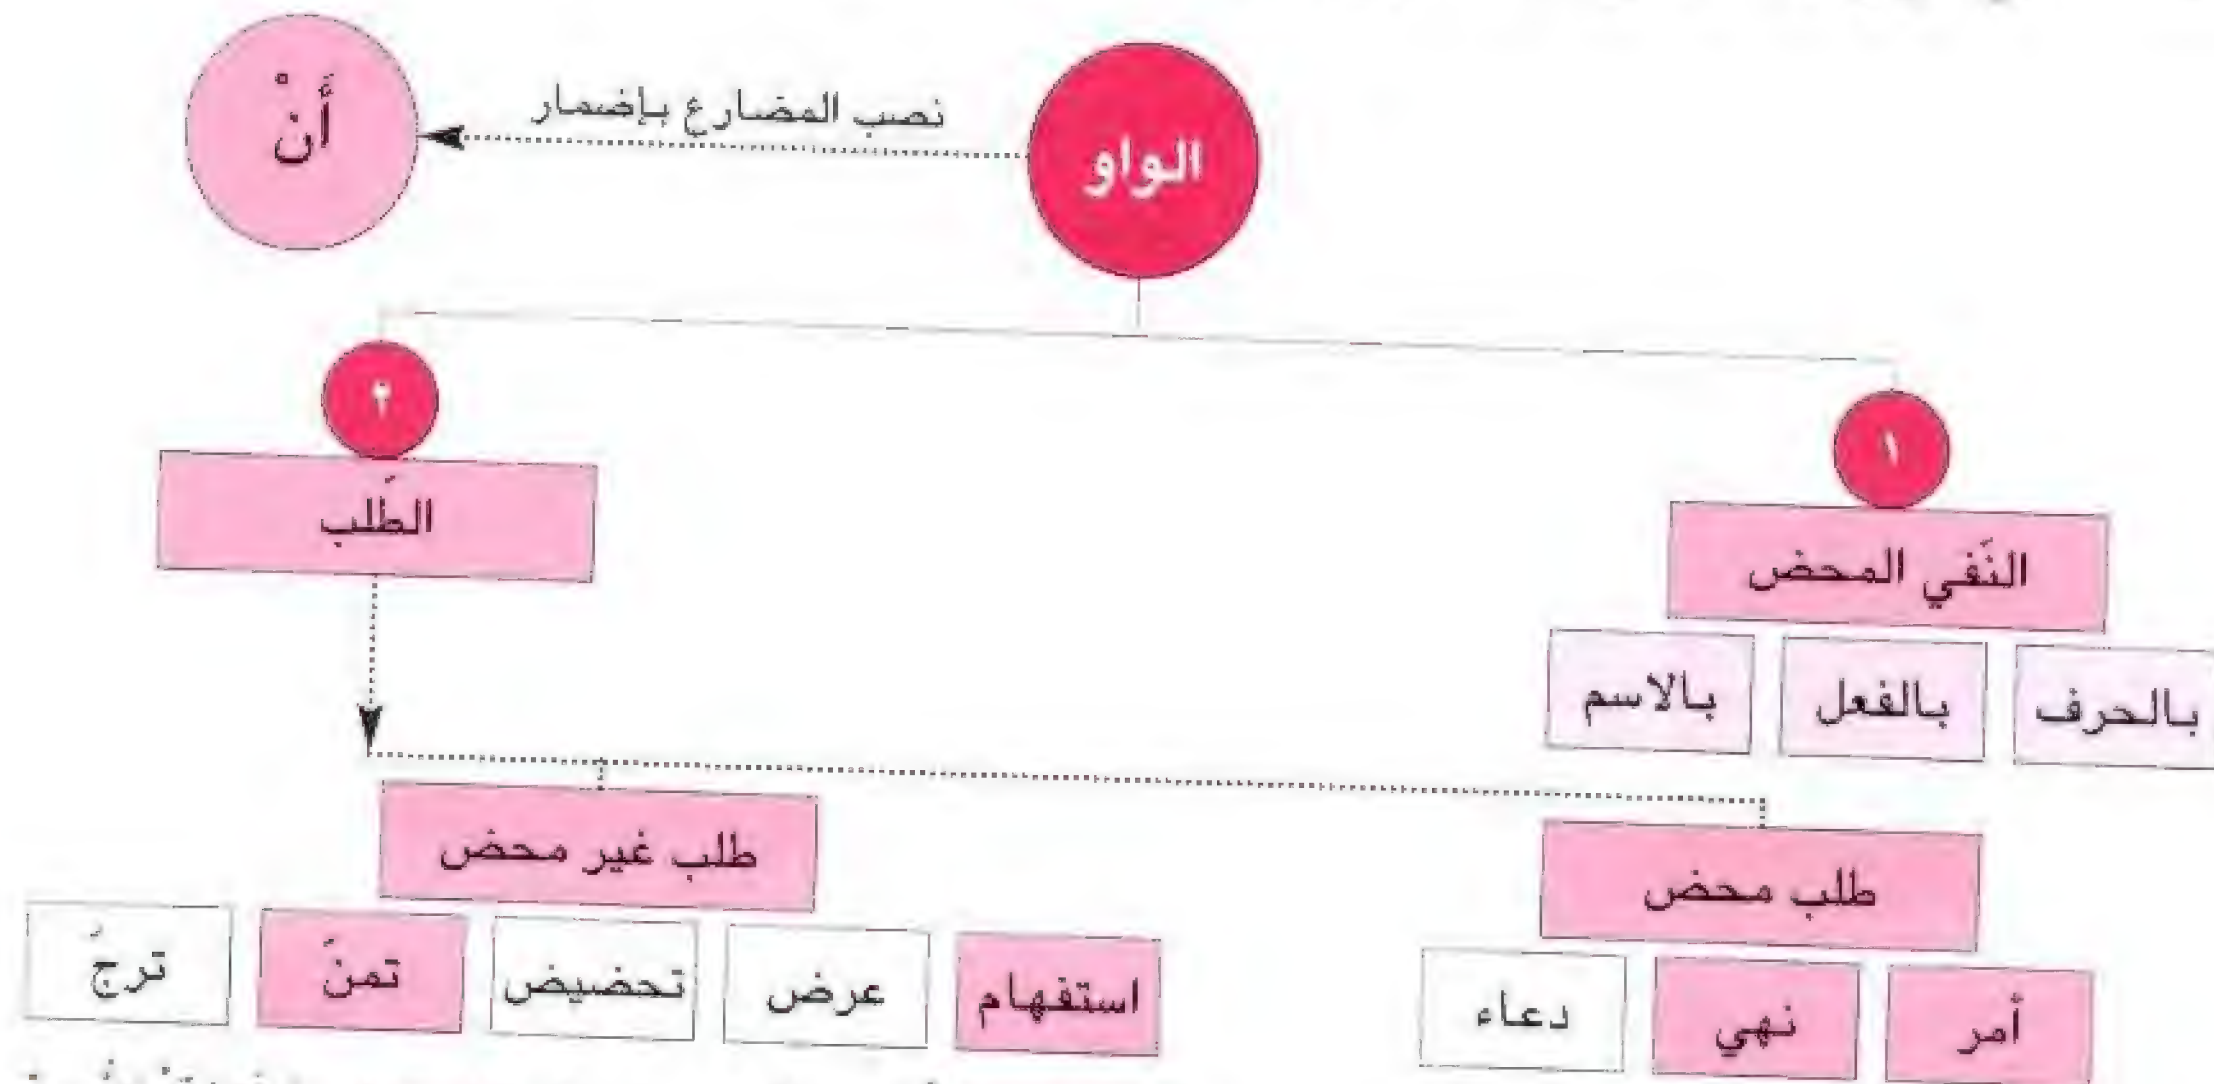 الواو
نصب المضارع بإضمار
أَنْ
١
النَّفي المحض
بالحرف
بالفعل
بالاسم
٢
الطَّلب
طلب محض
أمر
نهي
دعاء
طلب غير محض
استفهام
عرض
تحضيض
تمنّ
ترجّ